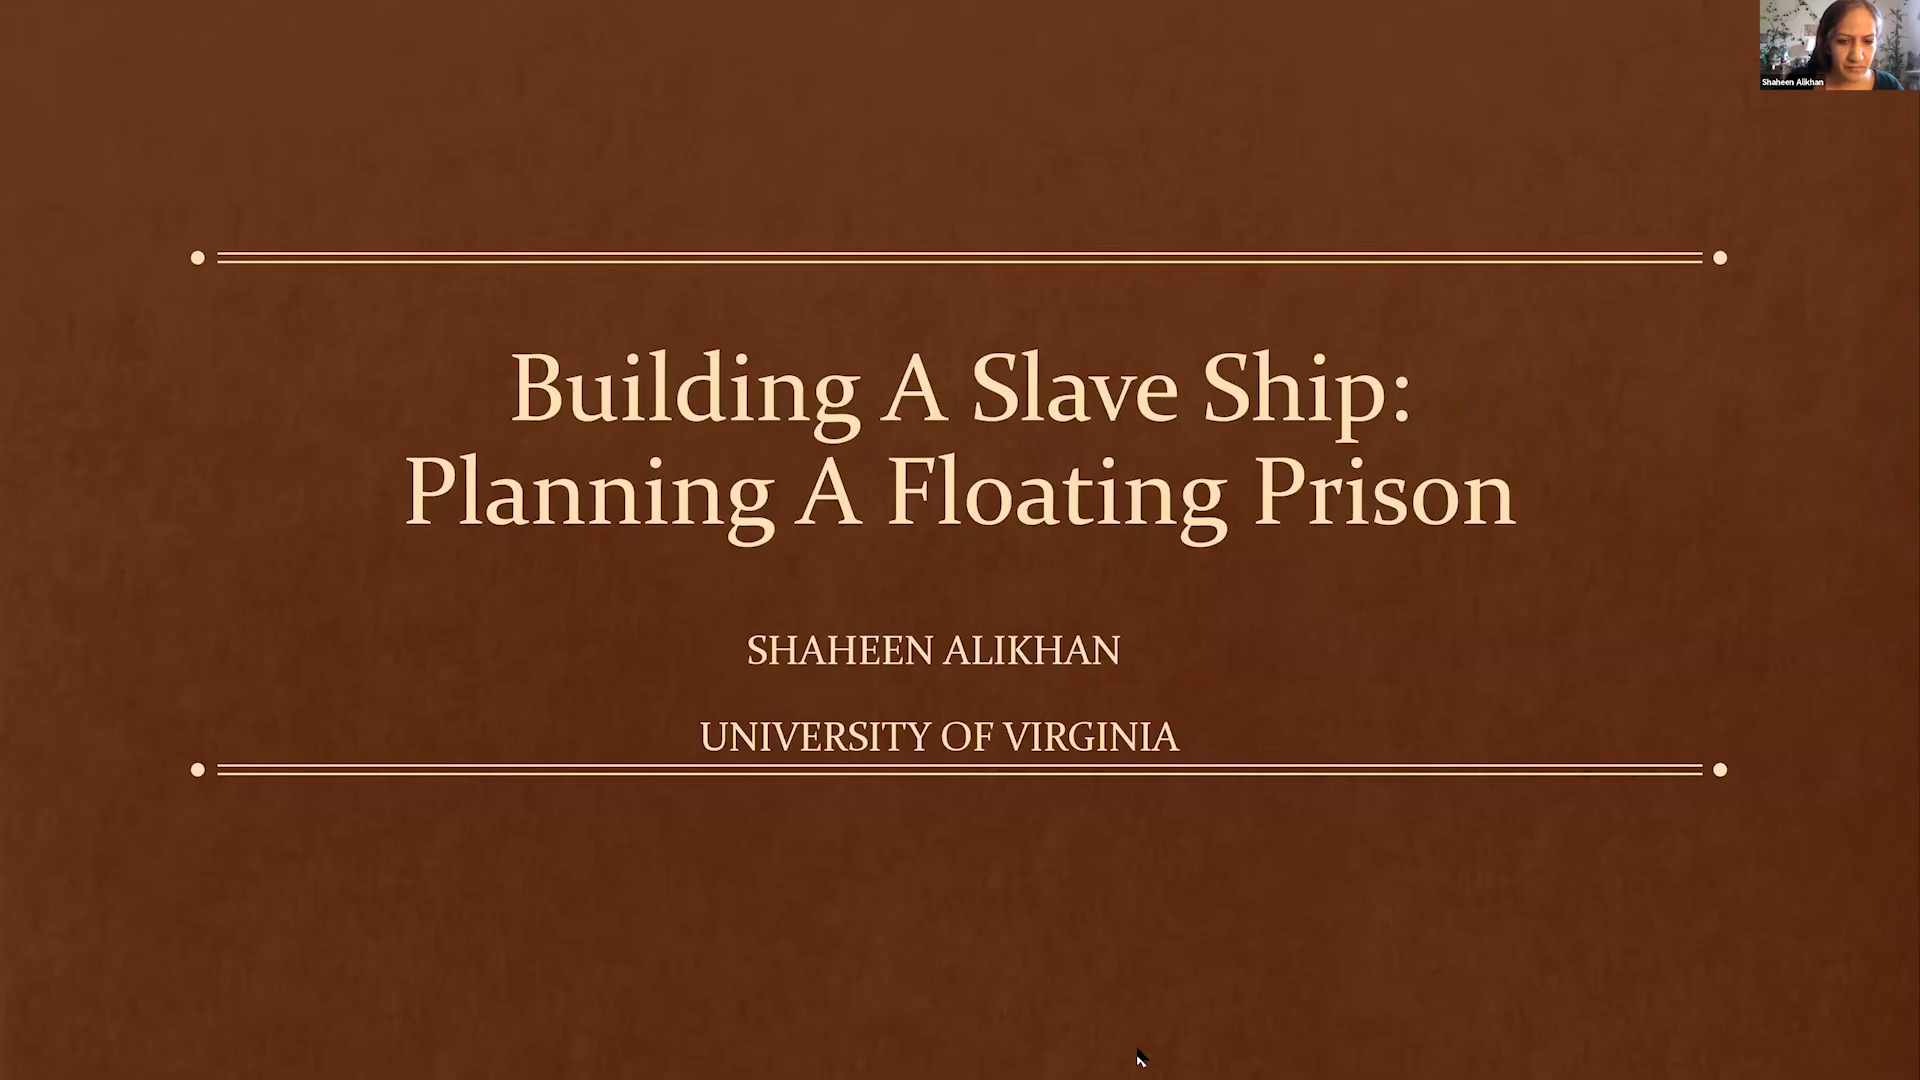 Shaheen Alikhan
Building A Slave Ship:
Planning A Floating Prison
SHAHEEN ALIKHAN
UNIVERSITY OF VIRGINIA